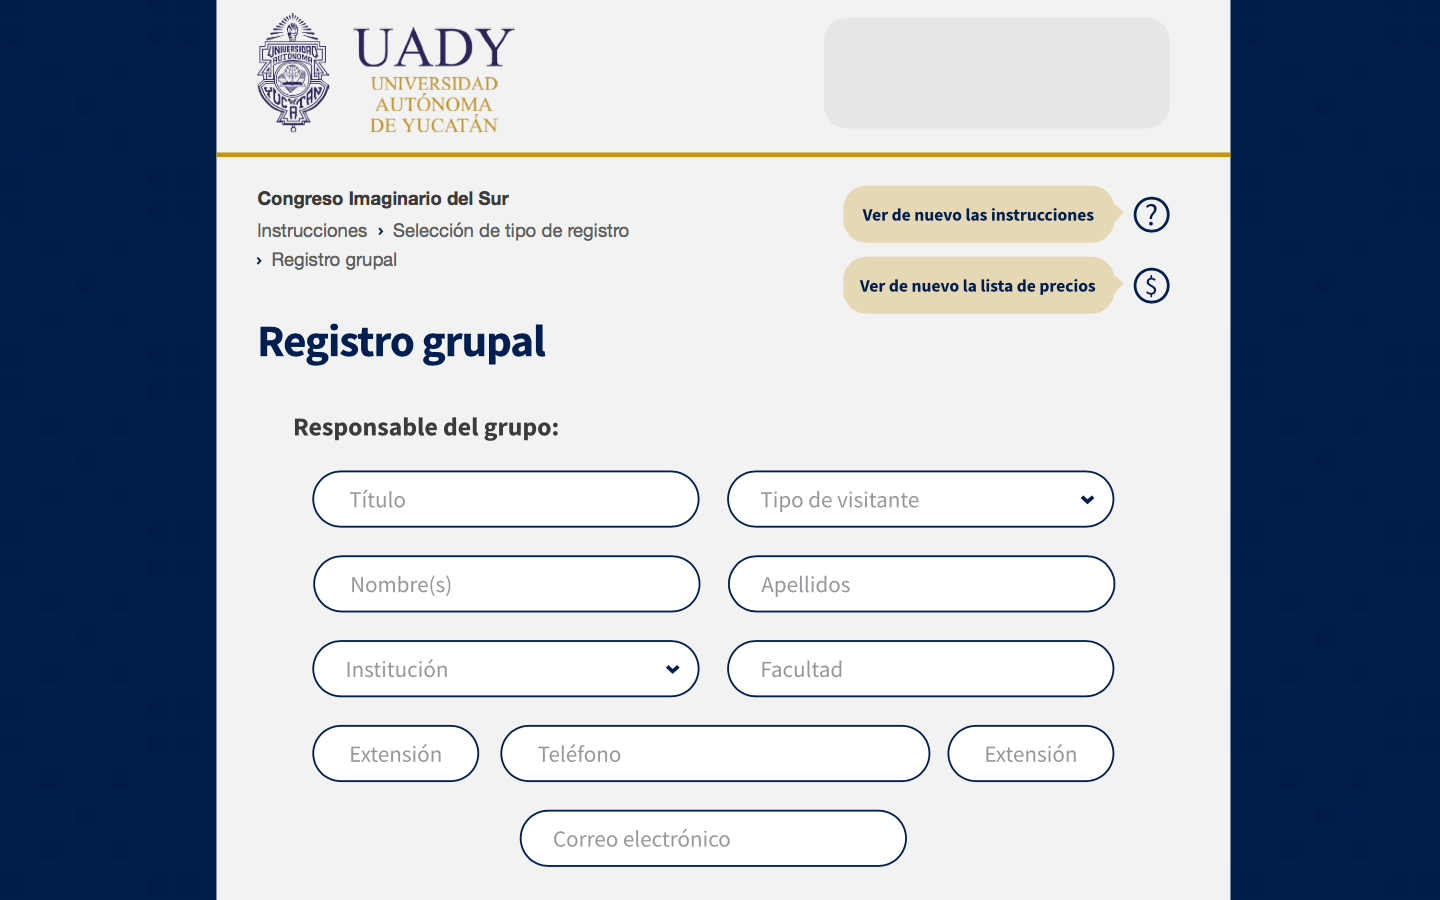 UNIVERSIDAD
AUTÓNOMA
YUCATAN
UADY
UNIVERSIDAD
AUTÓNOMA
DE YUCATÁN
Congreso Imaginario del Sur
Instrucciones › Selección de tipo de registro
› Registro grupal
Ver de nuevo las instrucciones ?
Ver de nuevo la lista de precios $
Registro grupal
Responsable del grupo:
Título Tipo de visitante
Nombre(s) Apellidos
Institución Facultad
Extensión Teléfono Extensión
Correo electrónico